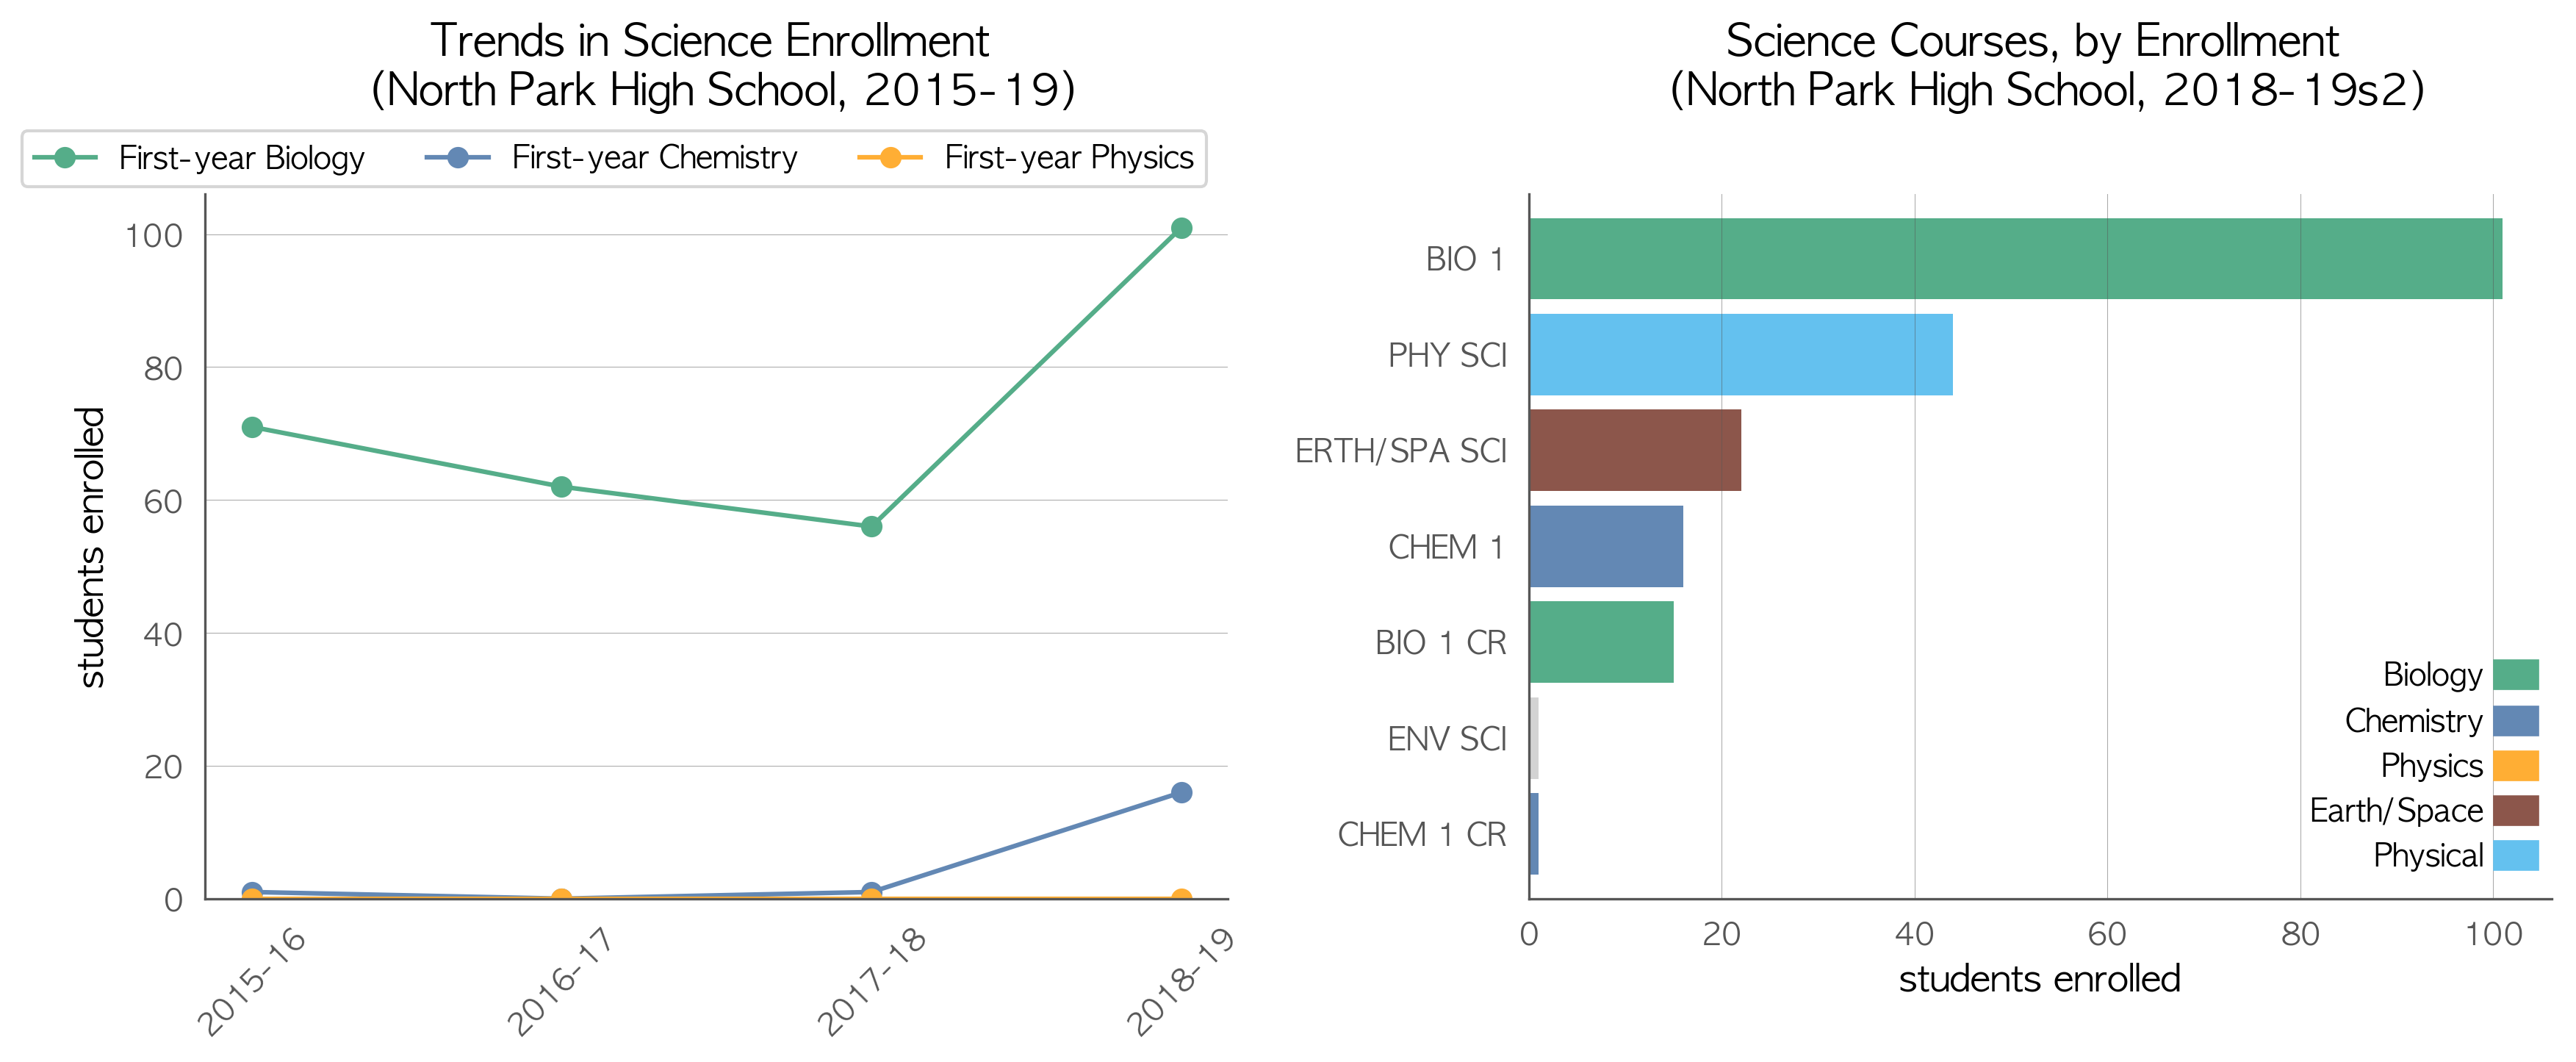 Trends in Science Enrollment
(North Park High School, 2015-19)
First-year Biology First-year Chemistry First-year Physics
100
80
60
40
20
0
students enrolled
2015-16 2016-17 2017-18 2018-19
Science Courses, by Enrollment
(North Park High School, 2018-19s2)
BIO 1
PHY SCI
ERTH/SPA SCI
CHEM 1
BIO 1 CR
ENV SCI
CHEM 1 CR
Biology
Chemistry
Physics
Earth/Space
Physical
0 20 40 60 80 100
students enrolled